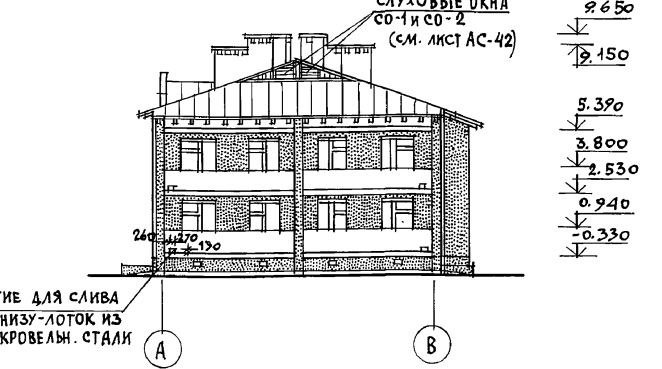 СЛУХОВЫЕ ОКНА
СО-1 и СО-2
(СМ. ЛИСТ АС-42)
9.650
9.150
5.390
3.800
2.530
0.940
-0.330
260
270
130
ТИЕ ДЛЯ СЛИВА
НИЗУ-ЛОТОК ИЗ
КРОВЕЛЬН. СТАЛИ
А
В